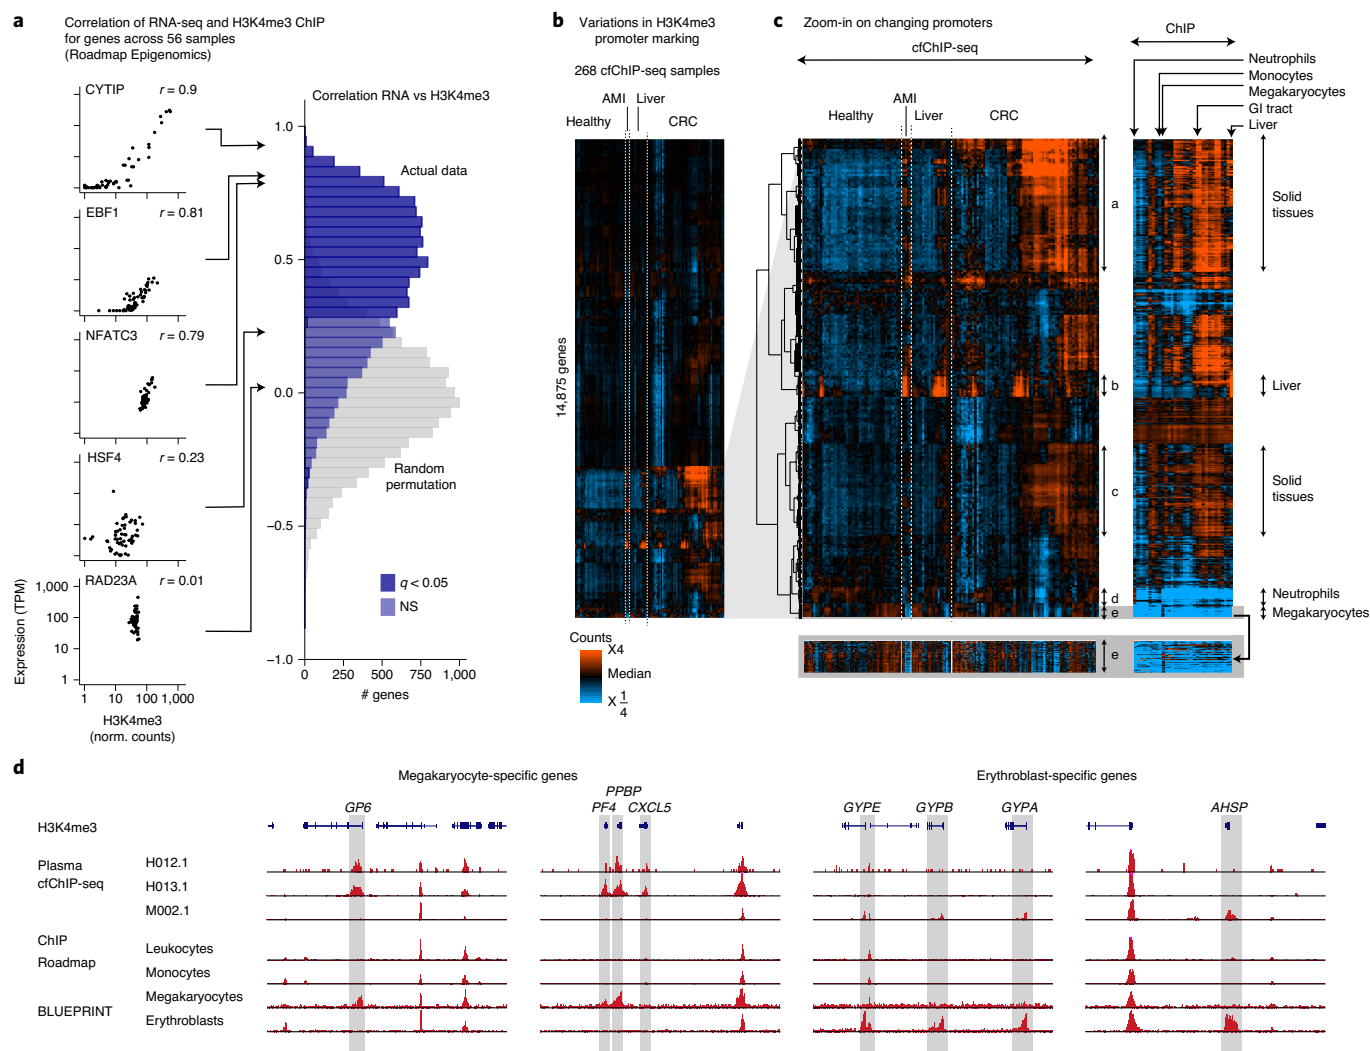 a
Correlation of RNA-seq and H3K4me3 ChIP
for genes across 56 samples
(Roadmap Epigenomics)
CYTIP r = 0.9
EBF1 r = 0.81
NFATC3 r = 0.79
HSF4 r = 0.23
RAD23A r = 0.01
Expression (TPM)
1,000
100
10
1
1 10 100 1,000
H3K4me3
(norm. counts)
Correlation RNA vs H3K4me3
1.0
0.5
0.0
−0.5
−1.0
Actual data
Random
permutation
q < 0.05
NS
0 250 500 750 1,000
# genes
b
Variations in H3K4me3
promoter marking
268 cfChIP-seq samples
AMI Liver
Healthy CRC
14,875 genes
Counts
X4
Median
X 1/4
c
Zoom-in on changing promoters
cfChIP-seq
AMI
Healthy Liver CRC
ChIP
Neutrophils
Monocytes
Megakaryocytes
GI tract
Liver
a
Solid
tissues
b
Liver
c
Solid
tissues
d
Neutrophils
e
Megakaryocytes
e
d
Megakaryocyte-specific genes
Erythroblast-specific genes
PPBP
GP6 PF4 CXCL5 GYPE GYPB GYPA AHSP
H3K4me3
Plasma
cfChIP-seq
H012.1
H013.1
M002.1
ChIP
Roadmap
Leukocytes
Monocytes
BLUEPRINT
Megakaryocytes
Erythroblasts